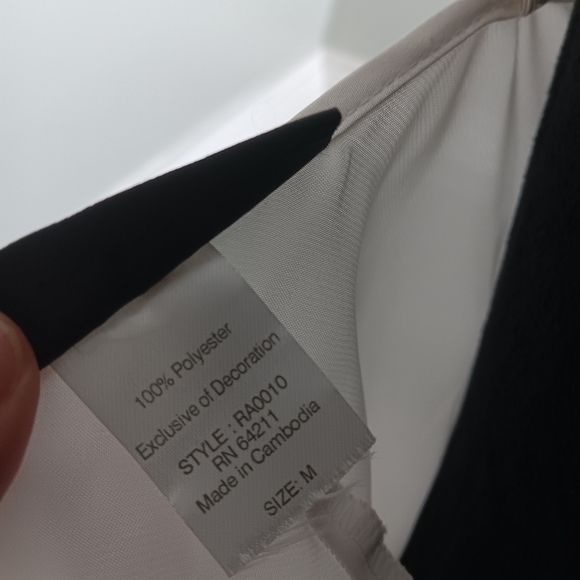 100% Polyester
Exclusive of Decoration
STYLE : RA0010
RN 64211
Made in Cambodia
SIZE: M